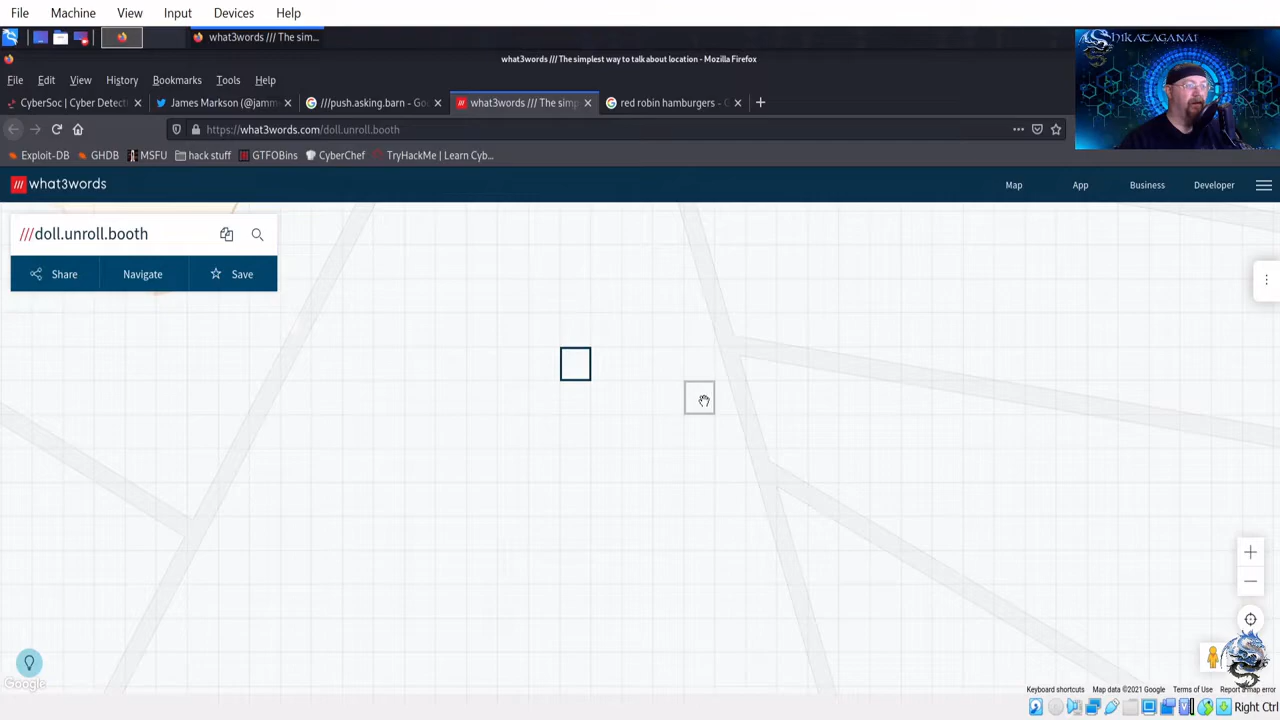 File Machine View Input Devices Help
what3words /// The sim...
SHIKATAGANAI
what3words /// The simplest way to talk about location - Mozilla Firefox
File Edit View History Bookmarks Tools Help
CyberSoc | Cyber Detecti
James Markson (@jamm
///push.asking.barn - Goo
what3words /// The simp
red robin hamburgers - G
https://what3words.com/doll.unroll.booth
Exploit-DB GHDB MSFU hack stuff GTFOBins CyberChef TryHackMe | Learn Cyb...
/// what3words Map App Business Developer
///doll.unroll.booth
Share Navigate Save
Google
Keyboard shortcuts Map data ©2021 Google Terms of Use Report a map error
Right Ctrl